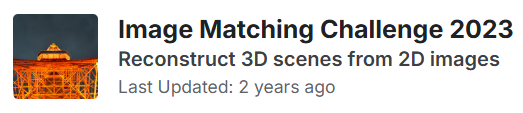 Image Matching Challenge 2023
Reconstruct 3D scenes from 2D images
Last Updated: 2 years ago